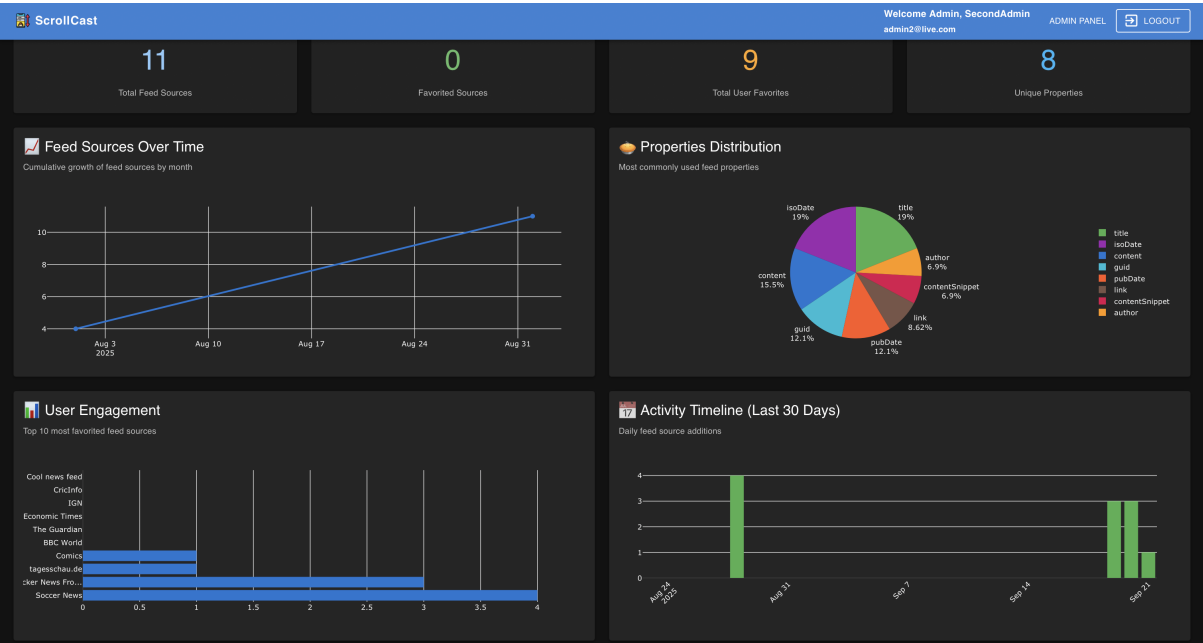 ScrollCast
Welcome Admin, SecondAdmin
admin2@live.com
ADMIN PANEL
LOGOUT
11
Total Feed Sources
0
Favorited Sources
9
Total User Favorites
8
Unique Properties
Feed Sources Over Time
Cumulative growth of feed sources by month
10
8
6
4
Aug 3
2025
Aug 10
Aug 17
Aug 24
Aug 31
Properties Distribution
Most commonly used feed properties
isoDate
19%
title
19%
author
6.9%
contentSnippet
6.9%
link
8.62%
pubDate
12.1%
guid
12.1%
content
15.5%
title
isoDate
content
guid
pubDate
link
contentSnippet
author
User Engagement
Top 10 most favorited feed sources
Cool news feed
CricInfo
IGN
Economic Times
The Guardian
BBC World
Comics
tagesschau.de
cker News Fro...
Soccer News
0 0.5 1 1.5 2 2.5 3 3.5 4
17
Activity Timeline (Last 30 Days)
Daily feed source additions
4
3
2
1
0
Aug 24
2025
Aug 31
Sep 7
Sep 14
Sep 21